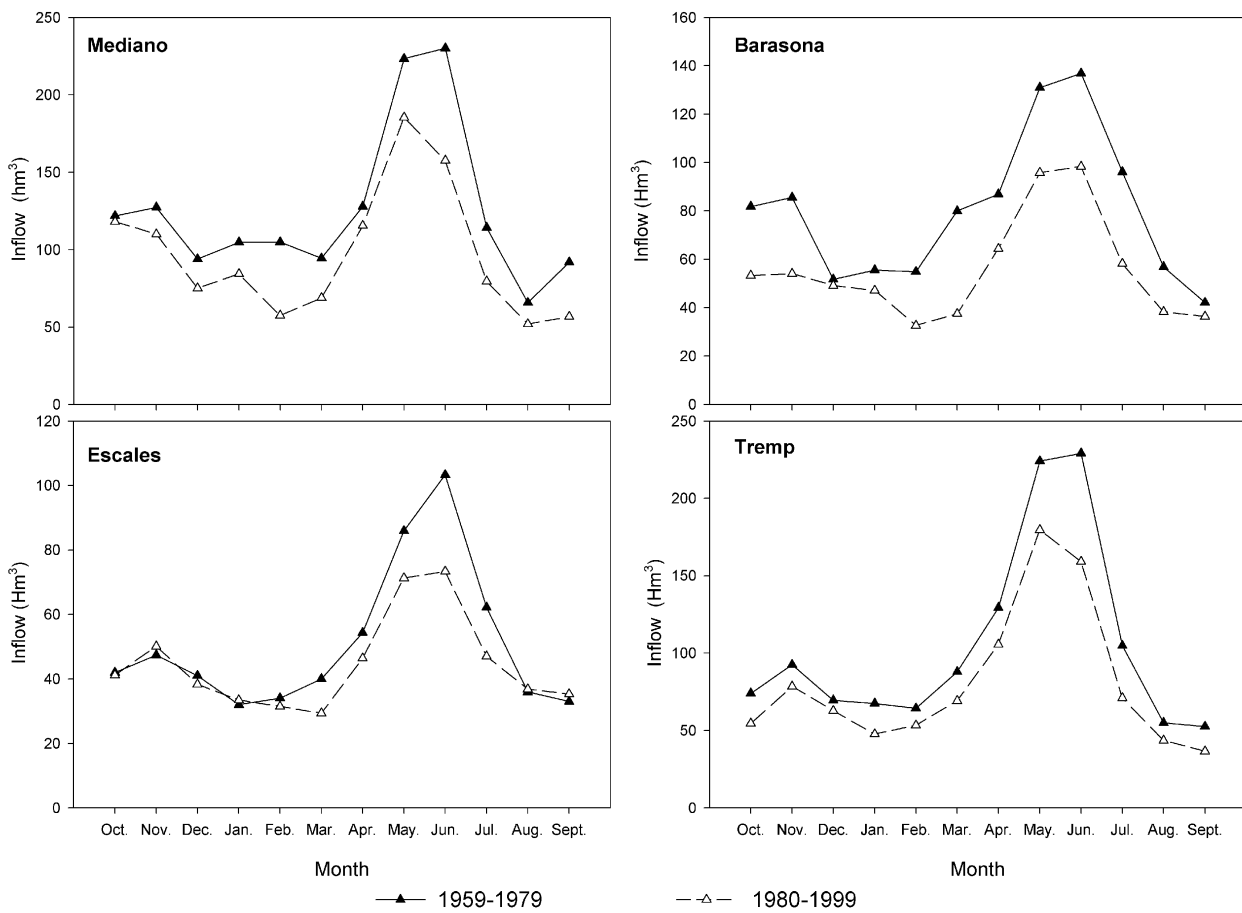 Mediano
Inflow (hm³)
250
200
150
100
50
0
Barasona
Inflow (Hm³)
160
140
120
100
80
60
40
20
0
Escales
Inflow (Hm³)
120
100
80
60
40
20
0
Oct. Nov. Dec. Jan. Feb. Mar. Apr. May. Jun. Jul. Aug. Sept.
Month
Tremp
Inflow (Hm³)
250
200
150
100
50
0
Oct. Nov. Dec. Jan. Feb. Mar. Apr. May. Jun. Jul. Aug. Sept.
Month
1959-1979
1980-1999